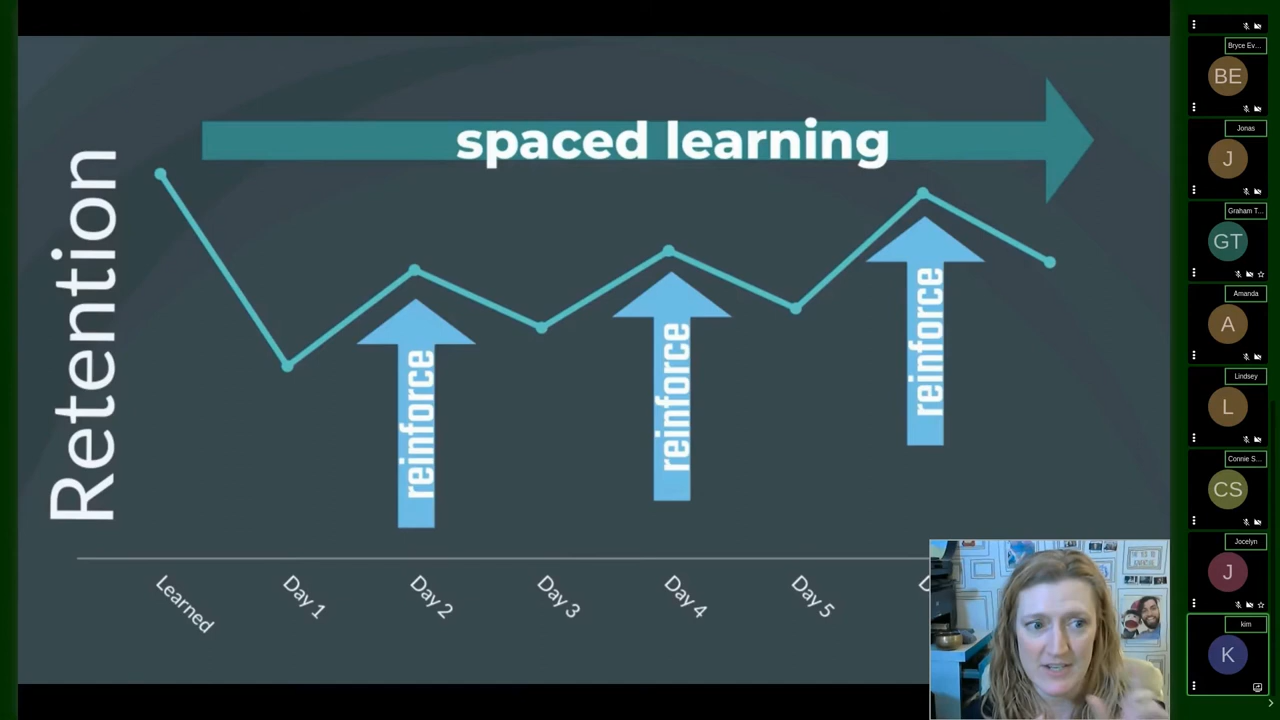 spaced learning
Retention
reinforce
reinforce
reinforce
Learned
Day 1
Day 2
Day 3
Day 4
Day 5
Bryce Ev...
BE
Jonas
J
Graham T...
GT
Amanda
A
Lindsey
L
Connie S...
CS
Jocelyn
J
kim
K